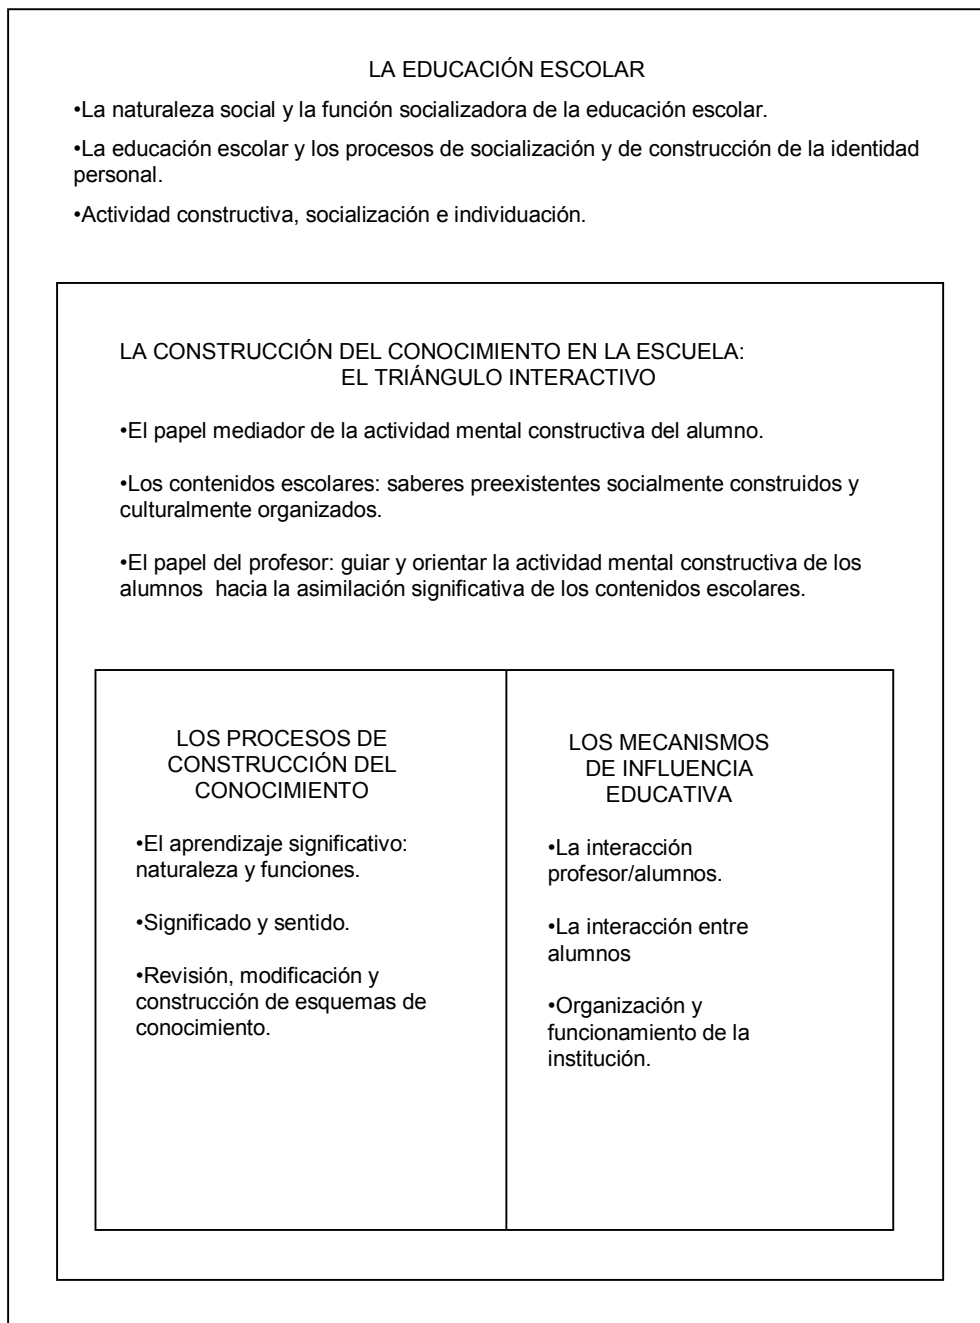 LA EDUCACIÓN ESCOLAR
•La naturaleza social y la función socializadora de la educación escolar.
•La educación escolar y los procesos de socialización y de construcción de la identidad
personal.
•Actividad constructiva, socialización e individuación.
LA CONSTRUCCIÓN DEL CONOCIMIENTO EN LA ESCUELA:
EL TRIÁNGULO INTERACTIVO
•El papel mediador de la actividad mental constructiva del alumno.
•Los contenidos escolares: saberes preexistentes socialmente construidos y
culturalmente organizados.
•El papel del profesor: guiar y orientar la actividad mental constructiva de los
alumnos hacia la asimilación significativa de los contenidos escolares.
LOS PROCESOS DE
CONSTRUCCIÓN DEL
CONOCIMIENTO
•El aprendizaje significativo:
naturaleza y funciones.
•Significado y sentido.
•Revisión, modificación y
construcción de esquemas de
conocimiento.
LOS MECANISMOS
DE INFLUENCIA
EDUCATIVA
•La interacción
profesor/alumnos.
•La interacción entre
alumnos
•Organización y
funcionamiento de la
institución.